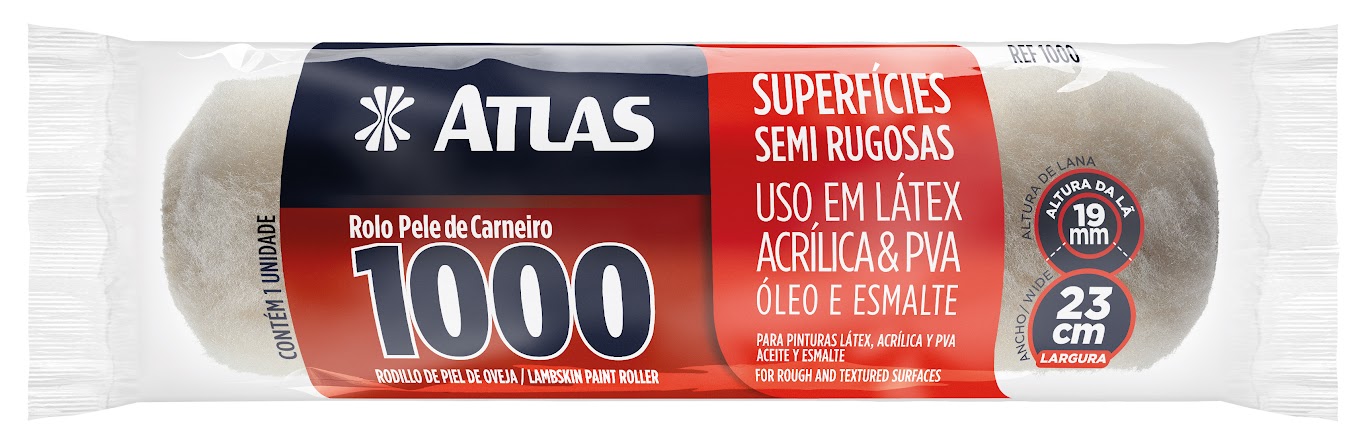 ATLAS
Rolo Pele de Carneiro
1000
RODILLO DE PIEL DE OVEJA / LAMBSKIN PAINT ROLLER
CONTÉM 1 UNIDADE
SUPERFÍCIES
SEMI RUGOSAS
USO EM LÁTEX
ACRÍLICA & PVA
ÓLEO E ESMALTE
PARA PINTURAS LÁTEX, ACRÍLICA Y PVA
ACEITE Y ESMALTE
FOR ROUGH AND TEXTURED SURFACES
REF 1000
ALTURA DE LANA
ALTURA DA LÃ
19
mm
ANCHO/ WIDE
23
cm
LARGURA